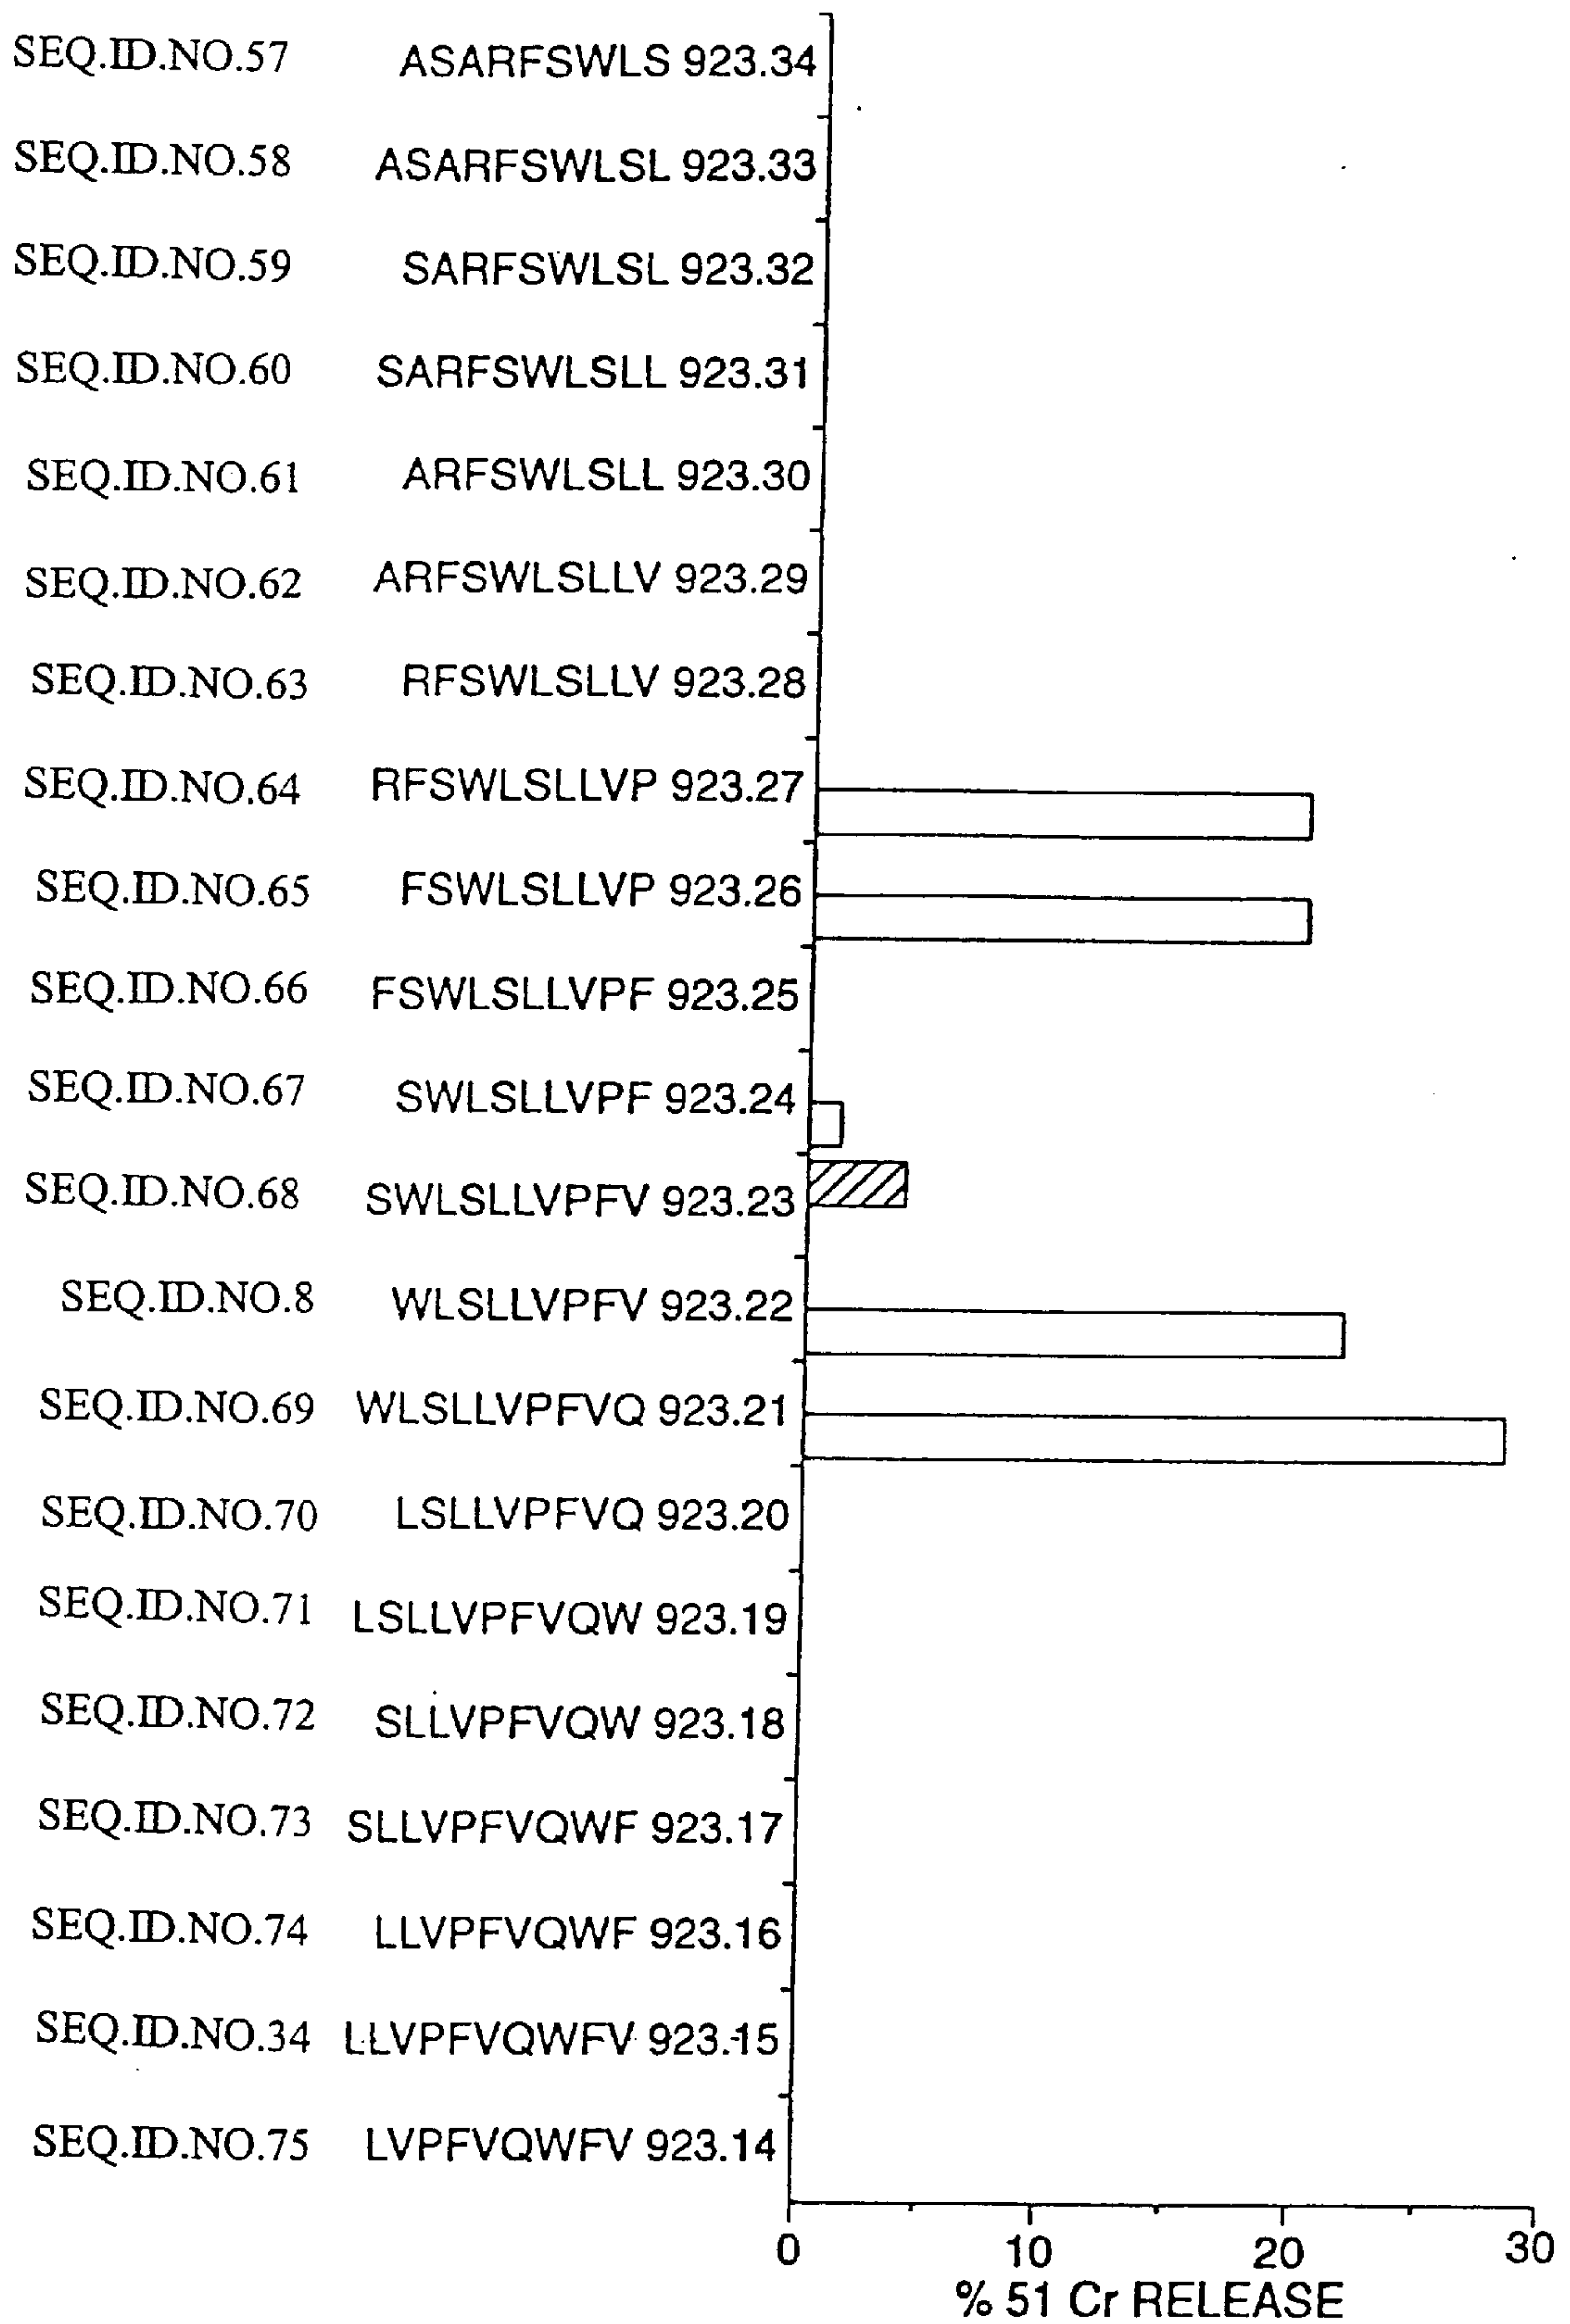 SEQ.ID.NO.57 ASARFSWLS 923.34
SEQ.ID.NO.58 ASARFSWLSL 923.33
SEQ.ID.NO.59 SARFSWLSL 923.32
SEQ.ID.NO.60 SARFSWLSLL 923.31
SEQ.ID.NO.61 ARFSWLSLL 923.30
SEQ.ID.NO.62 ARFSWLSLLV 923.29
SEQ.ID.NO.63 RFSWLSLLV 923.28
SEQ.ID.NO.64 RFSWLSLLVP 923.27
SEQ.ID.NO.65 FSWLSLLVP 923.26
SEQ.ID.NO.66 FSWLSLLVPF 923.25
SEQ.ID.NO.67 SWLSLLVPF 923.24
SEQ.ID.NO.68 SWLSLLVPFV 923.23
SEQ.ID.NO.8 WLSLLVPFV 923.22
SEQ.ID.NO.69 WLSLLVPFVQ 923.21
SEQ.ID.NO.70 LSLLVPFVQ 923.20
SEQ.ID.NO.71 LSLLVPFVQW 923.19
SEQ.ID.NO.72 SLLVPFVQW 923.18
SEQ.ID.NO.73 SLLVPFVQWF 923.17
SEQ.ID.NO.74 LLVPFVQWF 923.16
SEQ.ID.NO.34 LLVPFVQWFV 923.15
SEQ.ID.NO.75 LVPFVQWFV 923.14
0 10 20 30
% 51 Cr RELEASE